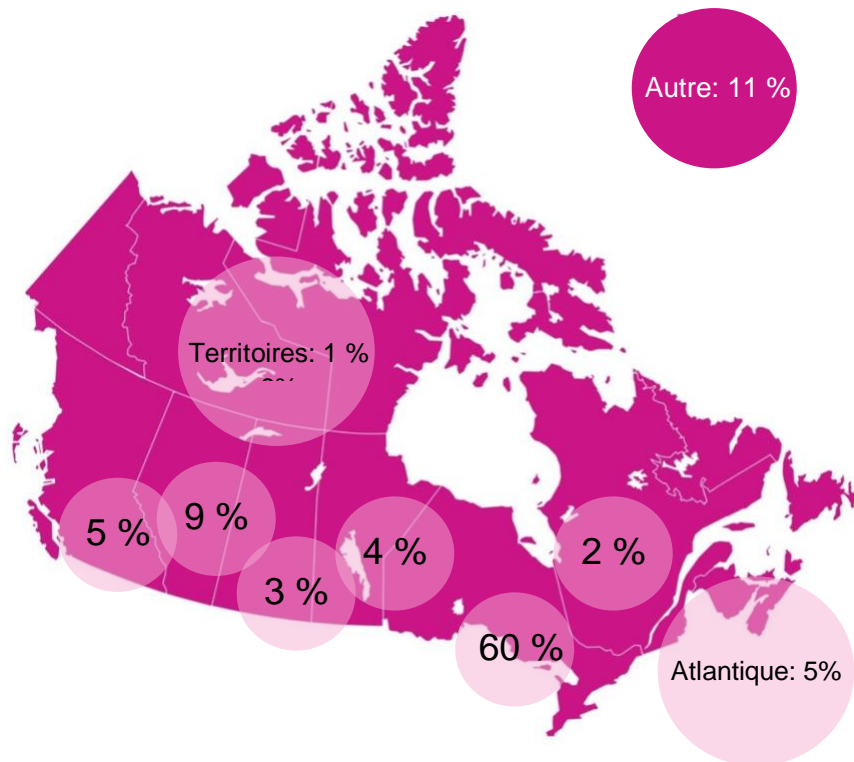 Autre: 11 %
Territoires: 1 %
5 %
9 %
3 %
4 %
2 %
60 %
Atlantique: 5%